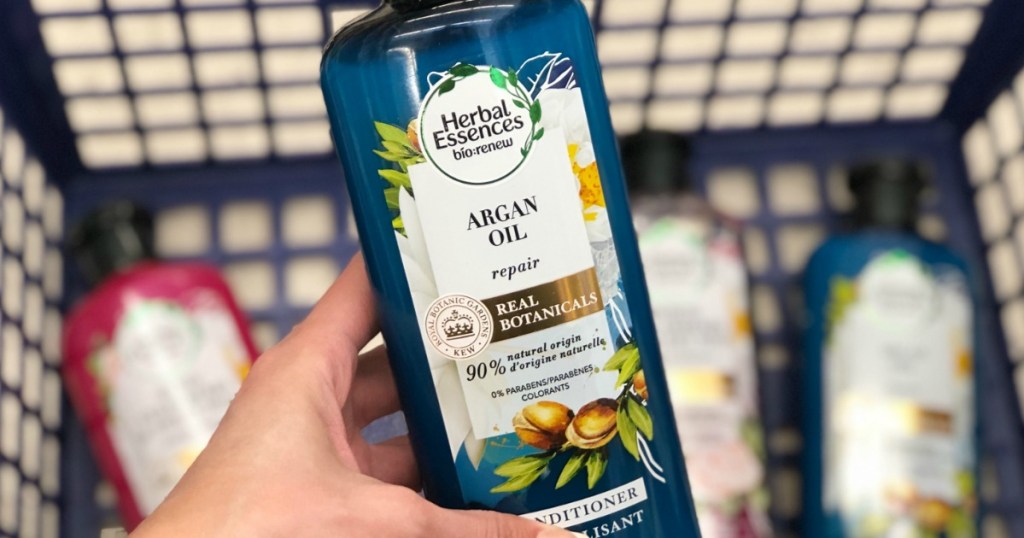 Herbal
Essences
bio:renew
ARGAN
OIL
repair
REAL
BOTANICALS
ROYAL BOTANIC GARDENS
KEW
90% natural origin
d'origine naturelle
0% PARABENS/PARABÈNES
COLORANTS
NDITIONER
LISANT